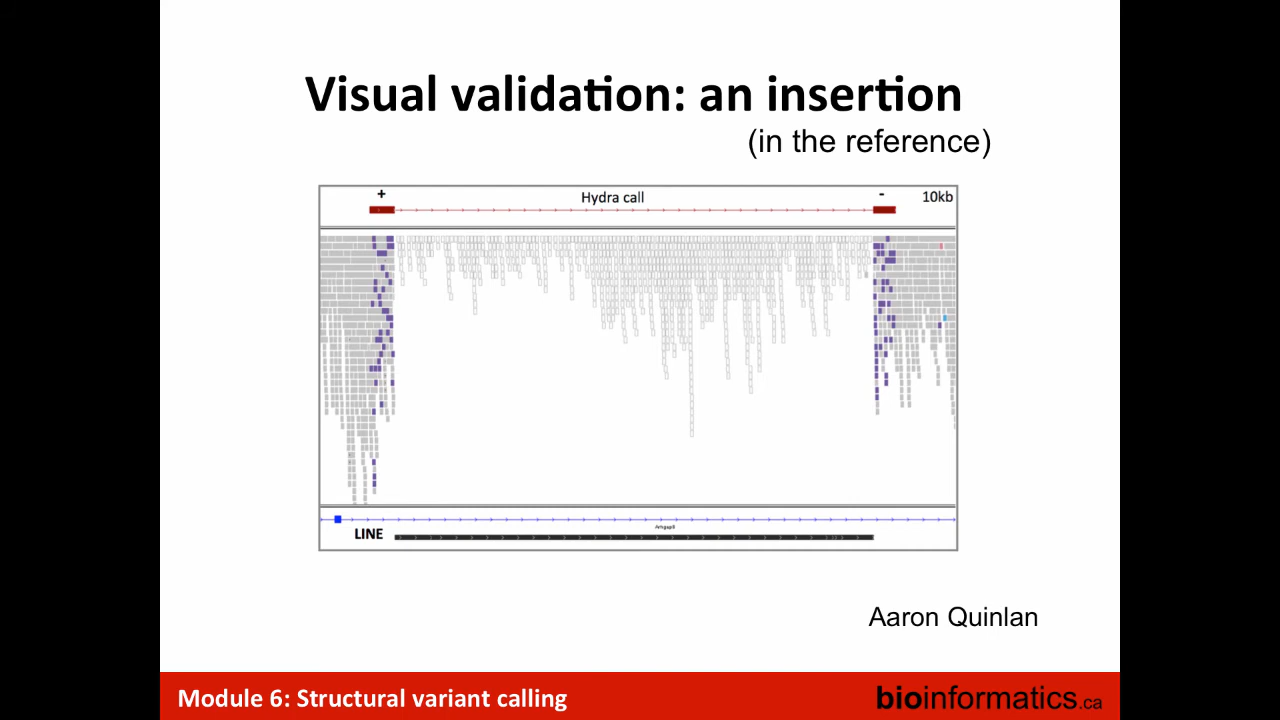 Visual validation: an insertion
(in the reference)
+ Hydra call - 10kb
Arhgap8
LINE
Aaron Quinlan
Module 6: Structural variant calling
bioinformatics.ca